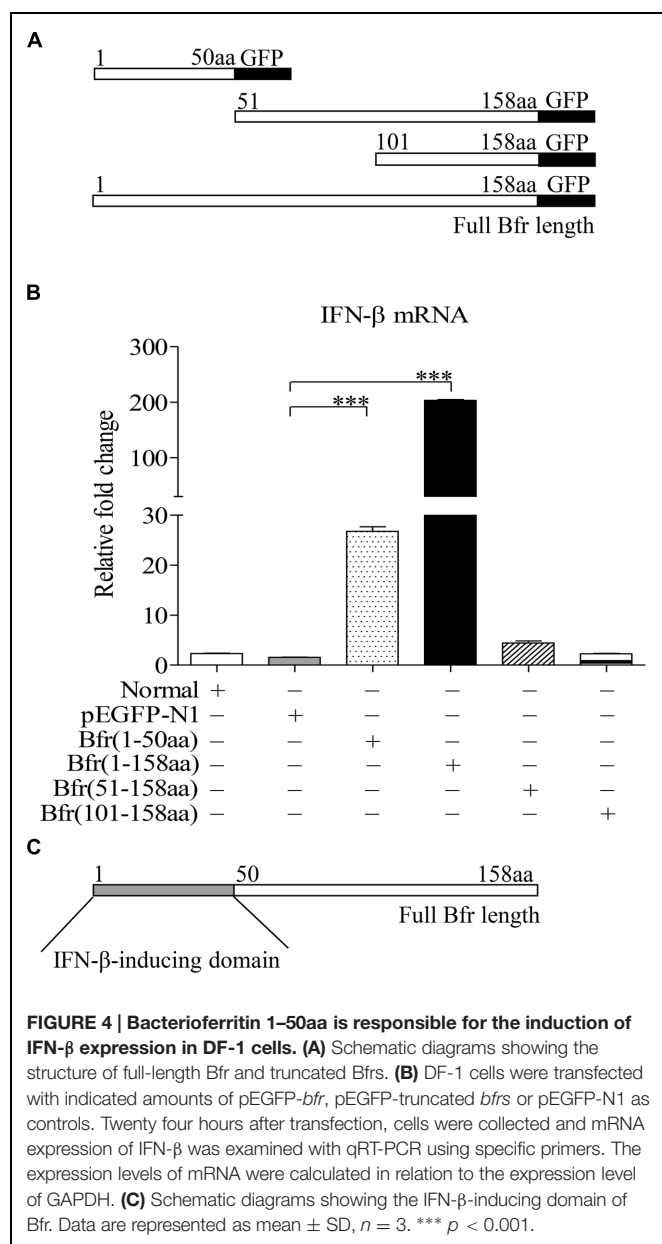 A
1 50aa GFP
51 158aa GFP
101 158aa GFP
1 158aa GFP
Full Bfr length
B
IFN-β mRNA
Relative fold change
300
200
100
30
20
10
0
*** 
***
Normal + – – – – –
pEGFP-N1 – + – – – –
Bfr(1-50aa) – – + – – –
Bfr(1-158aa) – – – + – –
Bfr(51-158aa) – – – – + –
Bfr(101-158aa) – – – – – +
C
1 50 158aa
Full Bfr length
IFN-β-inducing domain
FIGURE 4 | Bacterioferritin 1–50aa is responsible for the induction of
IFN-β expression in DF-1 cells. (A) Schematic diagrams showing the
structure of full-length Bfr and truncated Bfrs. (B) DF-1 cells were transfected
with indicated amounts of pEGFP-bfr, pEGFP-truncated bfrs or pEGFP-N1 as
controls. Twenty four hours after transfection, cells were collected and mRNA
expression of IFN-β was examined with qRT-PCR using specific primers. The
expression levels of mRNA were calculated in relation to the expression level
of GAPDH. (C) Schematic diagrams showing the IFN-β-inducing domain of
Bfr. Data are represented as mean ± SD, n = 3. *** p < 0.001.